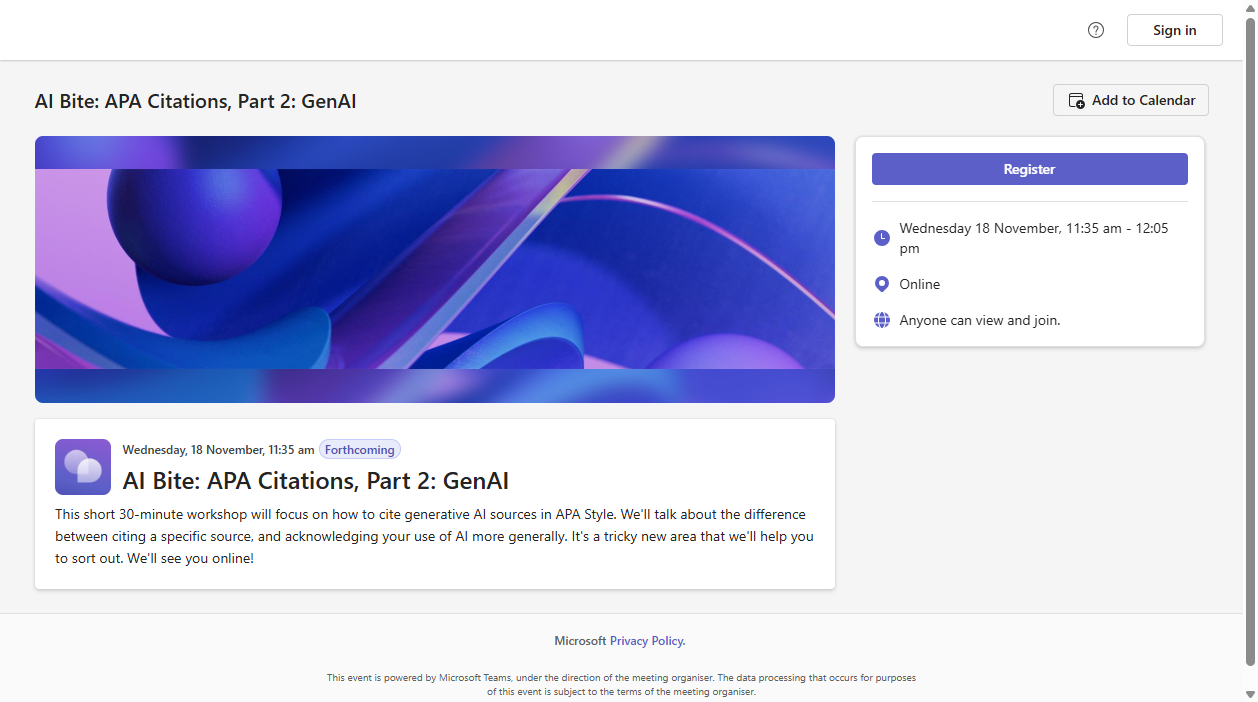 Sign in
AI Bite: APA Citations, Part 2: GenAI
Add to Calendar
Register
Wednesday 18 November, 11:35 am - 12:05
pm
Online
Anyone can view and join.
Wednesday, 18 November, 11:35 am Forthcoming
AI Bite: APA Citations, Part 2: GenAI
This short 30-minute workshop will focus on how to cite generative AI sources in APA Style. We'll talk about the difference
between citing a specific source, and acknowledging your use of AI more generally. It's a tricky new area that we'll help you
to sort out. We'll see you online!
Microsoft Privacy Policy.
This event is powered by Microsoft Teams, under the direction of the meeting organiser. The data processing that occurs for purposes
of this event is subject to the terms of the meeting organiser.